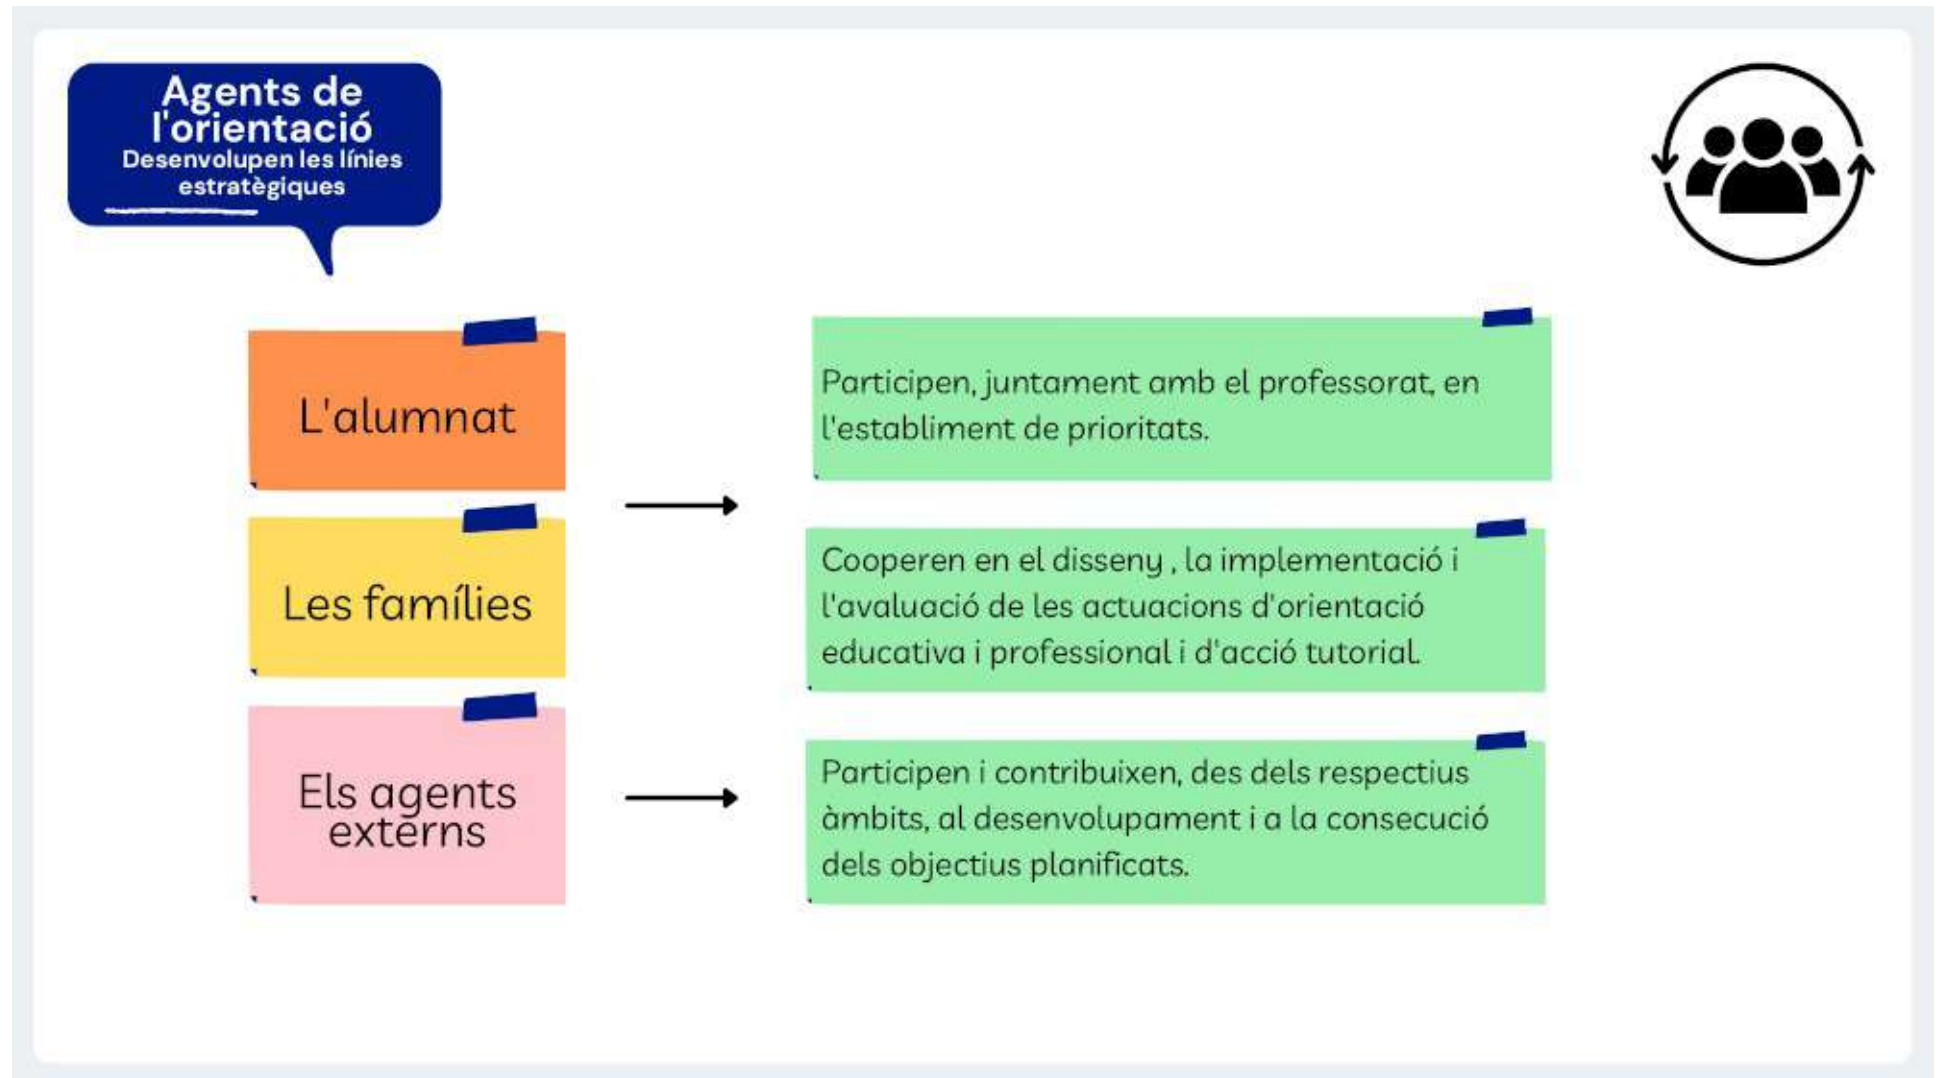 Agents de
l'orientació
Desenvolupen les línies
estratègiques
L'alumnat
Les famílies
Els agents
externs
Participen, juntament amb el professorat, en
l'establiment de prioritats.
Cooperen en el disseny , la implementació i
l'avaluació de les actuacions d'orientació
educativa i professional i d'acció tutorial.
Participen i contribuixen, des dels respectius
àmbits, al desenvolupament i a la consecució
dels objectius planificats.